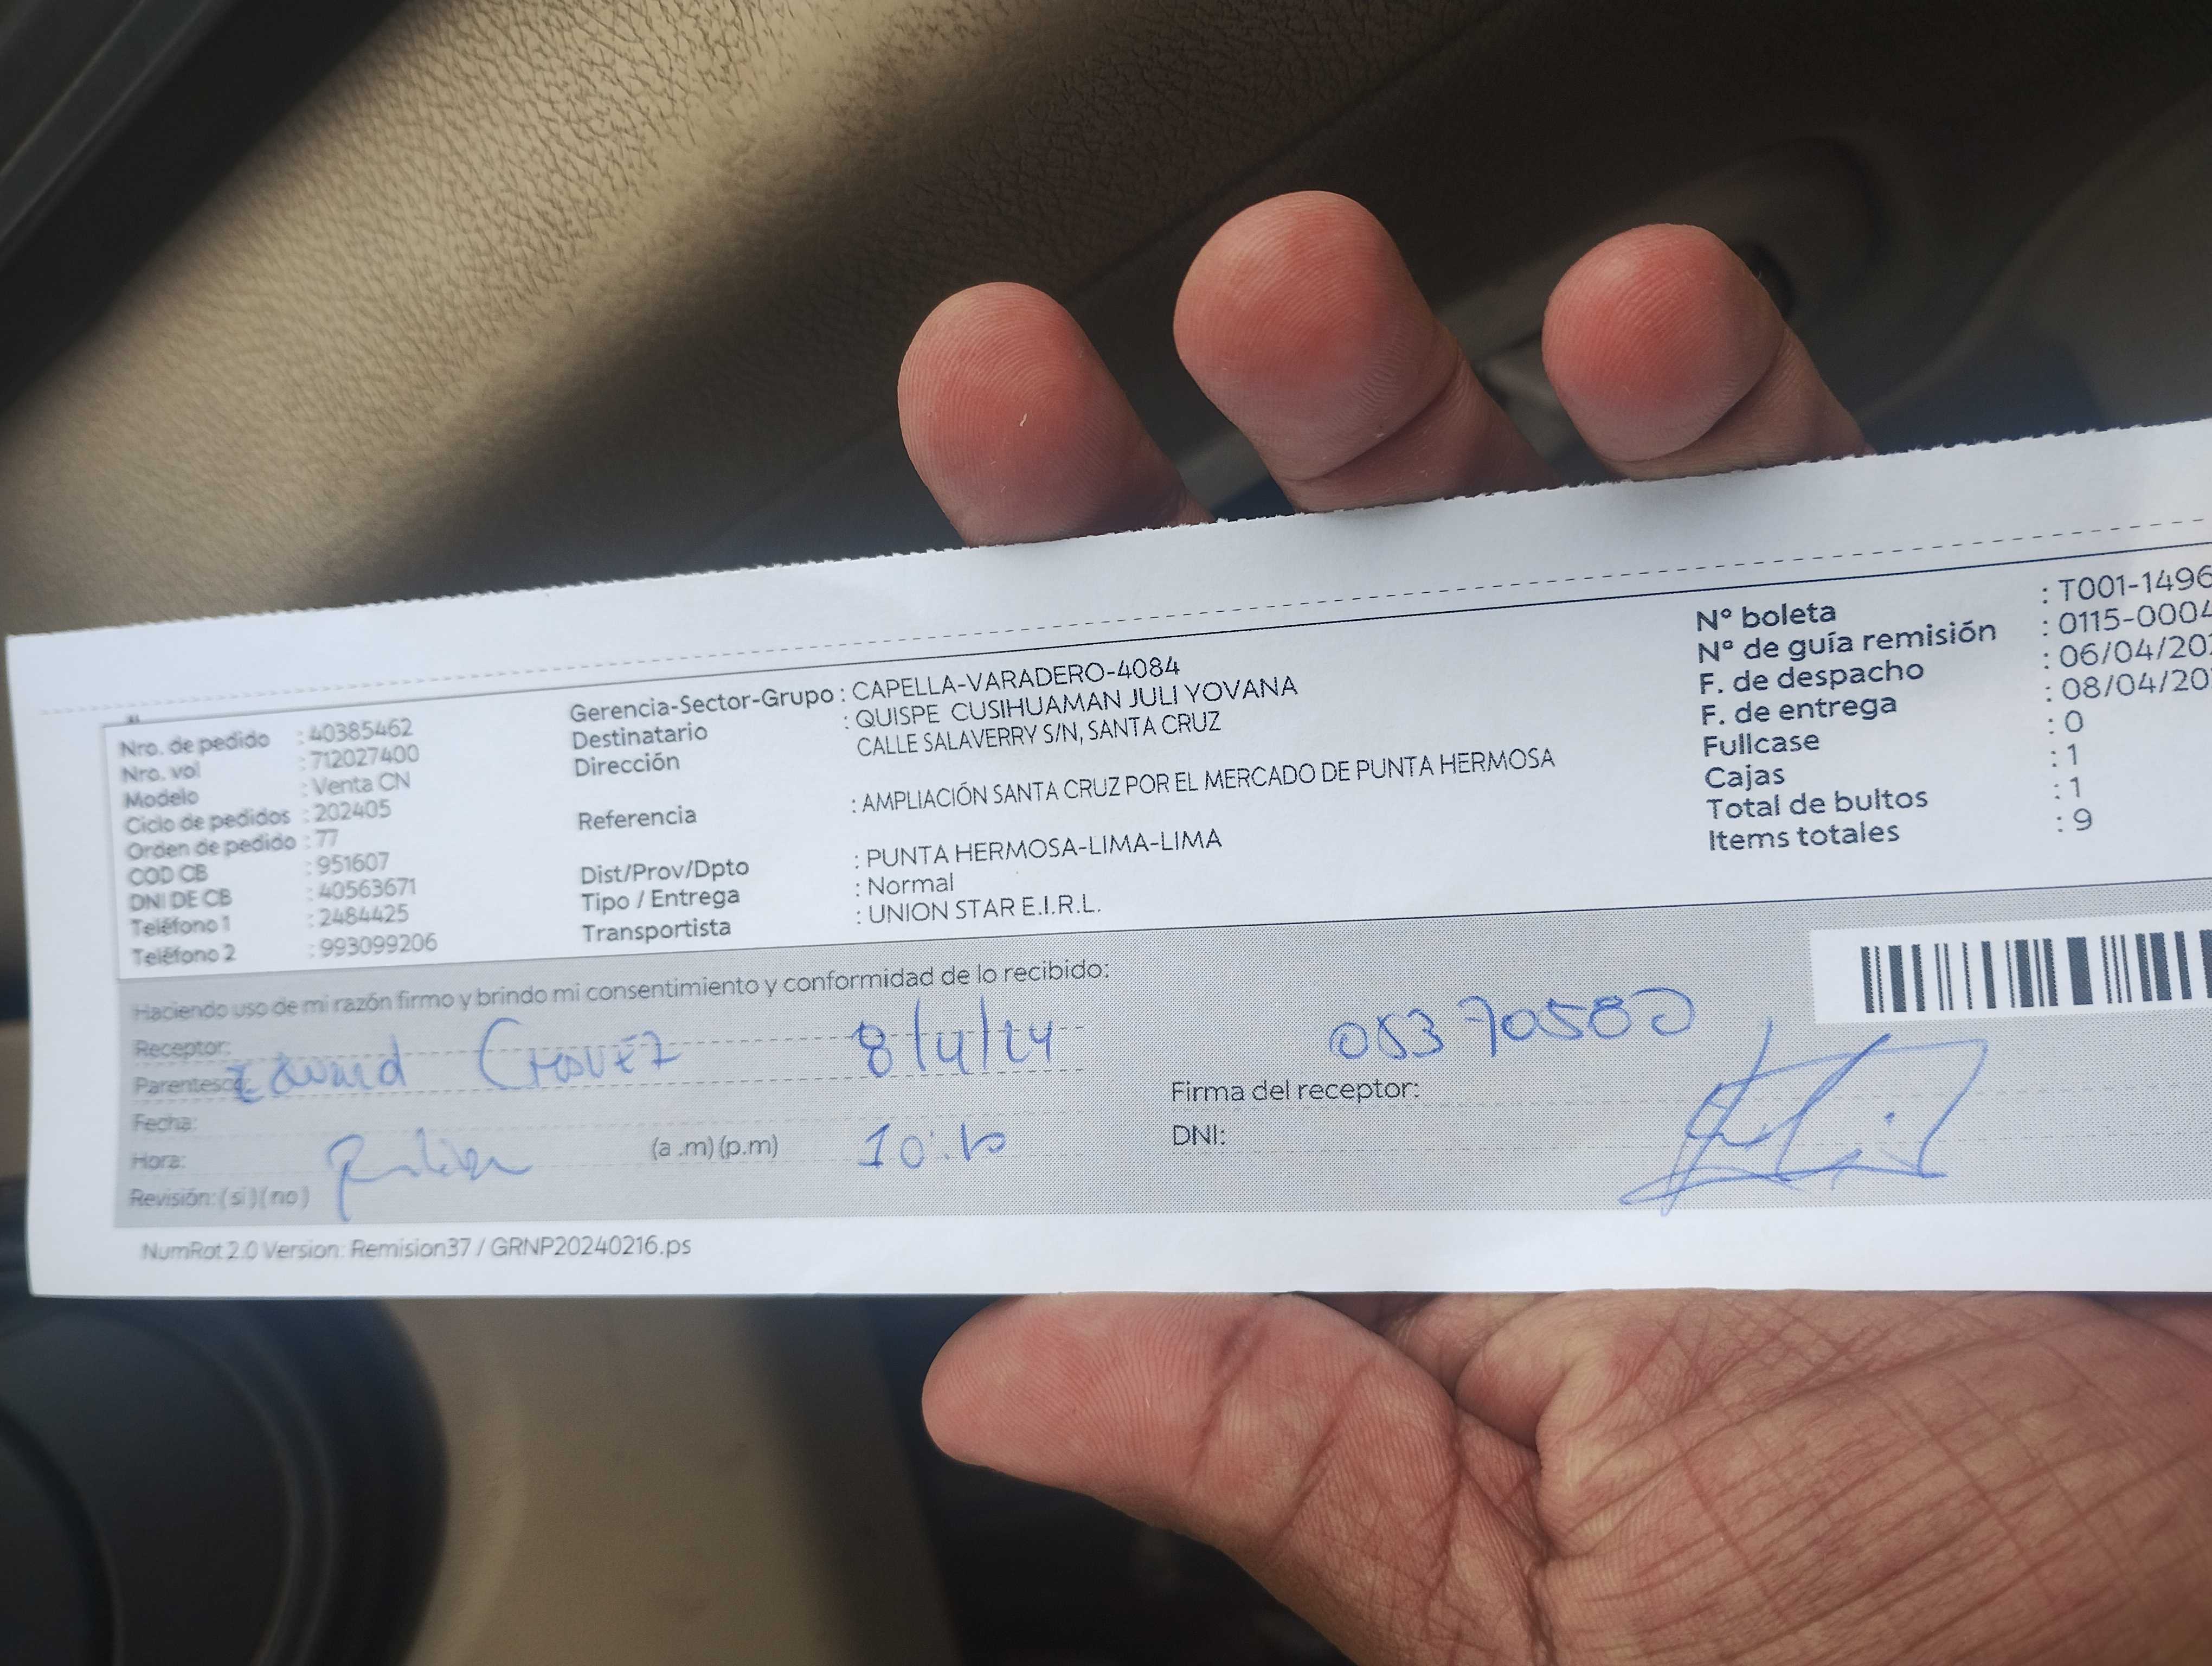 Nro. de pedido : 40385462
Nro. vol : 712027400
Modelo : Venta CN
Ciclo de pedidos : 202405
Orden de pedido : 77
COD CB : 951607
DNI DE CB : 40563671
Teléfono 1 : 2484425
Teléfono 2 : 993099206
Gerencia-Sector-Grupo : CAPELLA-VARADERO-4084
Destinatario : QUISPE CUSIHUAMAN JULI YOVANA
Dirección CALLE SALAVERRY S/N, SANTA CRUZ
Referencia : AMPLIACIÓN SANTA CRUZ POR EL MERCADO DE PUNTA HERMOSA
Dist/Prov/Dpto : PUNTA HERMOSA-LIMA-LIMA
Tipo / Entrega : Normal
Transportista : UNION STAR E.I.R.L.
Nº boleta : T001-1496
Nº de guía remisión : 0115-0004
F. de despacho : 06/04/202
F. de entrega : 08/04/20
Fullcase : 0
Cajas : 1
Total de bultos : 1
Items totales : 9
Haciendo uso de mi razón firmo y brindo mi consentimiento y conformidad de lo recibido:
Receptor:
Parentesco: 8/4/24
Fecha:
Hora: (a .m) (p.m)
Revisión: (si) (no)
05370580
Firma del receptor:
DNI:
NumRot 2.0 Version: Remision37 / GRNP20240216.ps